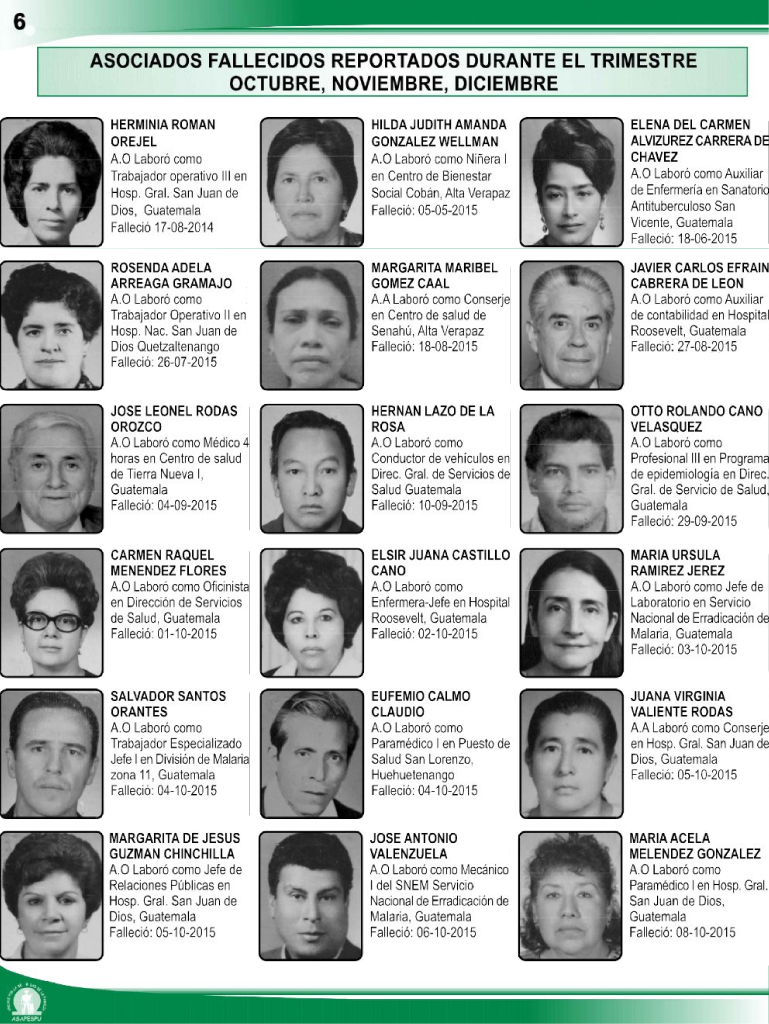 6
ASOCIADOS FALLECIDOS REPORTADOS DURANTE EL TRIMESTRE
OCTUBRE, NOVIEMBRE, DICIEMBRE
HERMINIA ROMAN
OREJEL
A.O Laboró como
Trabajador operativo III en
Hosp. Gral. San Juan de
Dios, Guatemala
Falleció 17-08-2014
HILDA JUDITH AMANDA
GONZALEZ WELLMAN
A.O Laboró como Niñera I
en Centro de Bienestar
Social Cobán, Alta Verapaz
Falleció: 05-05-2015
ELENA DEL CARMEN
ALVIZUREZ CARRERA DE
CHAVEZ
A.O Laboró como Auxiliar
de Enfermería en Sanatorio
Antituberculoso San
Vicente, Guatemala
Falleció: 18-06-2015
ROSENDA ADELA
ARREAGA GRAMAJO
A.O Laboró como
Trabajador Operativo II en
Hosp. Nac. San Juan de
Dios Quetzaltenango
Falleció: 26-07-2015
MARGARITA MARIBEL
GOMEZ CAAL
A.A Laboró como Conserje
en Centro de salud de
Senahú, Alta Verapaz
Falleció: 18-08-2015
JAVIER CARLOS EFRAIN
CABRERA DE LEON
A.O Laboró como Auxiliar
de contabilidad en Hospital
Roosevelt, Guatemala
Falleció: 27-08-2015
JOSE LEONEL RODAS
OROZCO
A.O Laboró como Médico 4
horas en Centro de salud
de Tierra Nueva I,
Guatemala
Falleció: 04-09-2015
HERNAN LAZO DE LA
ROSA
A.O Laboró como
Conductor de vehículos en
Direc. Gral. de Servicios de
Salud Guatemala
Falleció: 10-09-2015
OTTO ROLANDO CANO
VELASQUEZ
A.O Laboró como
Profesional III en Programa
de epidemiología en Direc.
Gral. de Servicio de Salud,
Guatemala
Falleció: 29-09-2015
CARMEN RAQUEL
MENENDEZ FLORES
A.O Laboró como Oficinista
en Dirección de Servicios
de Salud, Guatemala
Falleció: 01-10-2015
ELSIR JUANA CASTILLO
CANO
A.O Laboró como
Enfermera-Jefe en Hospital
Roosevelt, Guatemala
Falleció: 02-10-2015
MARIA URSULA
RAMIREZ JEREZ
A.O Laboró como Jefe de
Laboratorio en Servicio
Nacional de Erradicación de
Malaria, Guatemala
Falleció: 03-10-2015
SALVADOR SANTOS
ORANTES
A.O Laboró como
Trabajador Especializado
Jefe I en División de Malaria
zona 11, Guatemala
Falleció: 04-10-2015
EUFEMIO CALMO
CLAUDIO
A.O Laboró como
Paramédico I en Puesto de
Salud San Lorenzo,
Huehuetenango
Falleció: 04-10-2015
JUANA VIRGINIA
VALIENTE RODAS
A.A Laboró como Conserje
en Hosp. Gral. San Juan de
Dios, Guatemala
Falleció: 05-10-2015
MARGARITA DE JESUS
GUZMAN CHINCHILLA
A.O Laboró como Jefe de
Relaciones Públicas en
Hosp. Gral. San Juan de
Dios, Guatemala
Falleció: 05-10-2015
JOSE ANTONIO
VALENZUELA
A.O Laboró como Mecánico
I del SNEM Servicio
Nacional de Erradicación de
Malaria, Guatemala
Falleció: 06-10-2015
MARIA ACELA
MELENDEZ GONZALEZ
A.O Laboró como
Paramédico I en Hosp. Gral.
San Juan de Dios,
Guatemala
Falleció: 08-10-2015
ASAPESPU